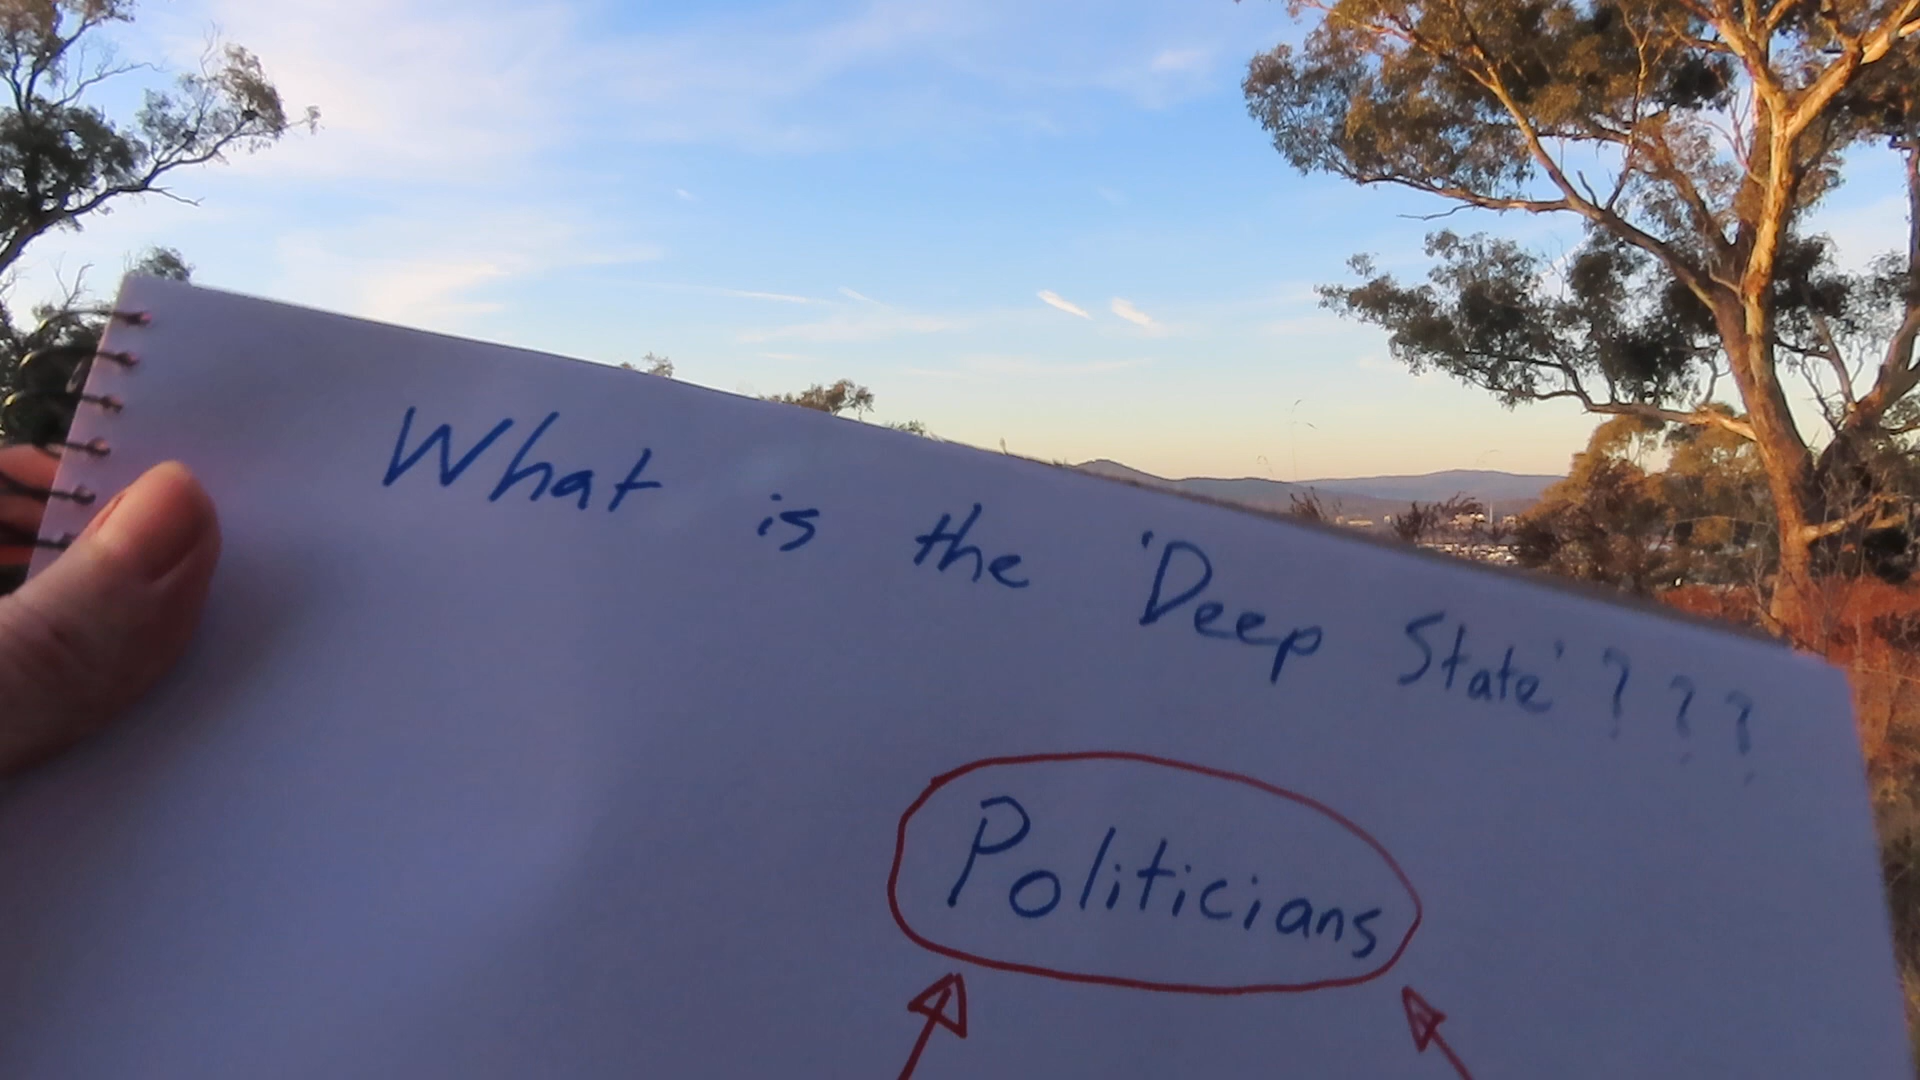 What is the 'Deep State' ???
Politicians